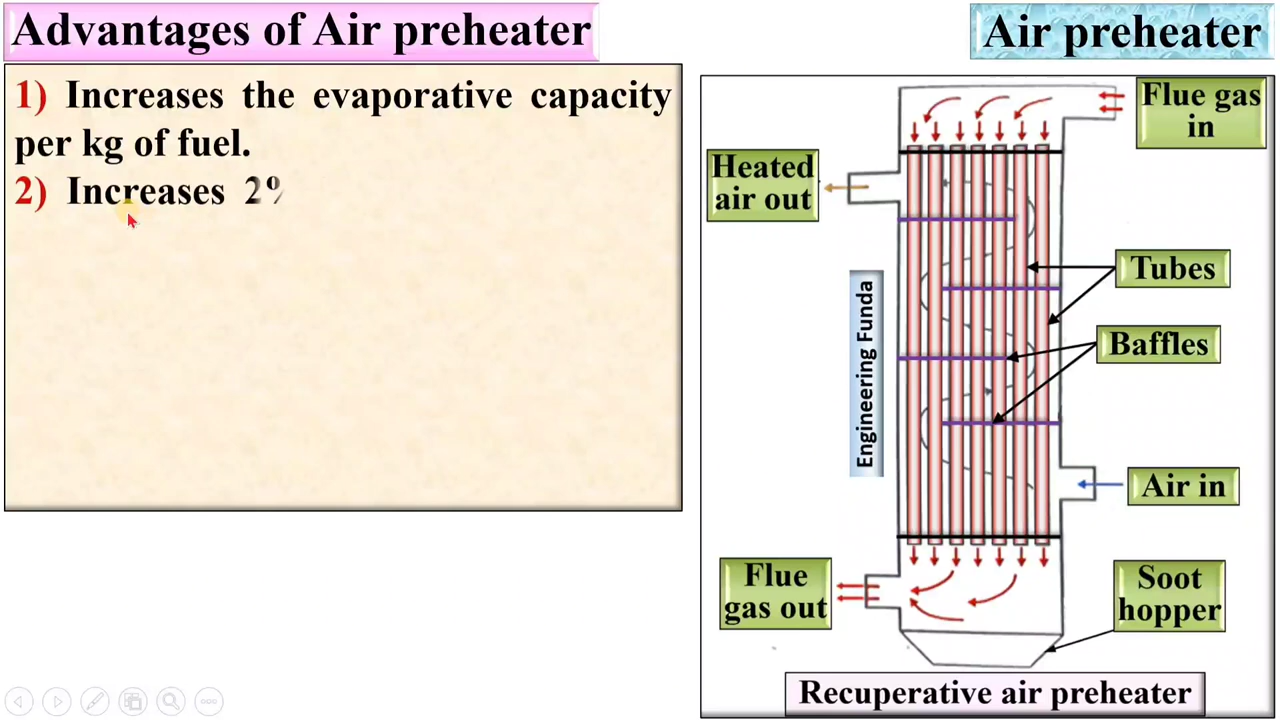 Advantages of Air preheater
Air preheater
1) Increases the evaporative capacity
per kg of fuel.
2) Increases 2%
Flue gas
in
Heated
air out
Tubes
Baffles
Engineering Funda
Air in
Flue
gas out
Soot
hopper
Recuperative air preheater